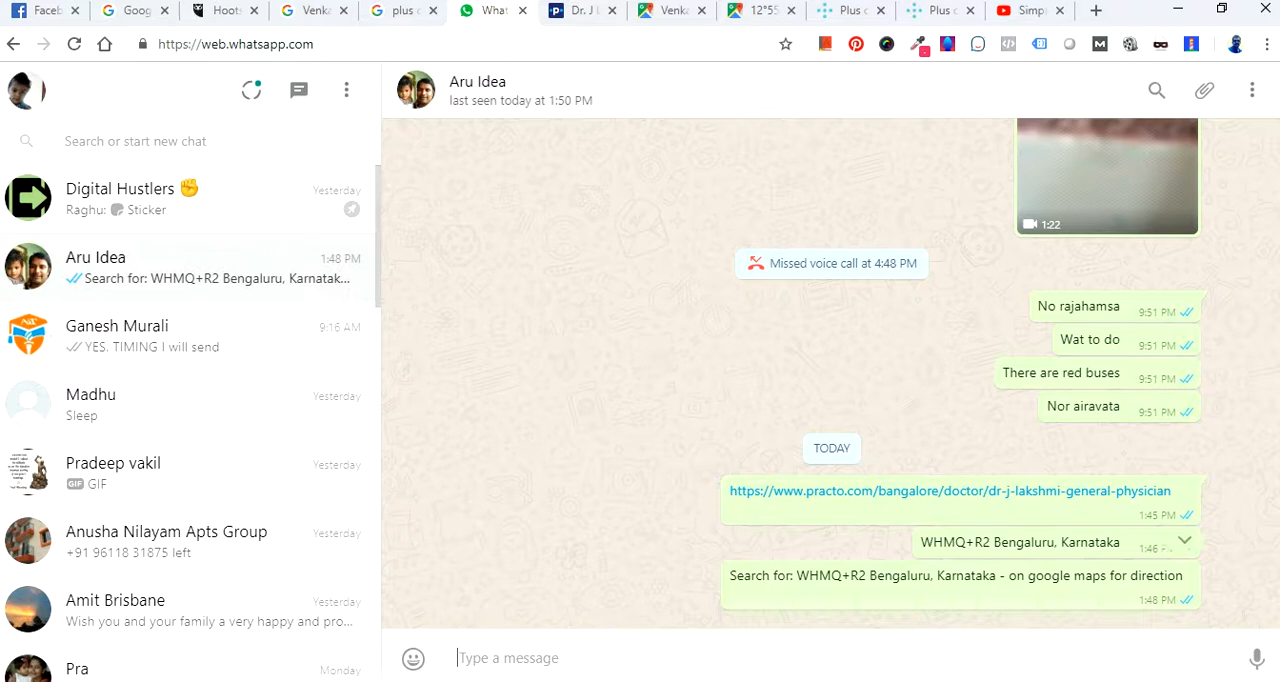 Faceb
Goog
Hoots
Venka
plus c
What
Dr. J l
Venka
12°55
Plus c
Plus c
Simpl
https://web.whatsapp.com
Aru Idea
last seen today at 1:50 PM
Search or start new chat
Digital Hustlers ✊
Yesterday
Raghu: Sticker
Aru Idea
1:48 PM
Search for: WHMQ+R2 Bengaluru, Karnatak...
Ganesh Murali
9:16 AM
YES. TIMING I will send
Madhu
Yesterday
Sleep
Pradeep vakil
Yesterday
GIF GIF
Anusha Nilayam Apts Group
Yesterday
+91 96118 31875 left
Amit Brisbane
Yesterday
Wish you and your family a very happy and pro...
Pra
Monday
1:22
Missed voice call at 4:48 PM
No rajahamsa 9:51 PM
Wat to do 9:51 PM
There are red buses 9:51 PM
Nor airavata 9:51 PM
TODAY
https://www.practo.com/bangalore/doctor/dr-j-lakshmi-general-physician
1:45 PM
WHMQ+R2 Bengaluru, Karnataka 1:46
Search for: WHMQ+R2 Bengaluru, Karnataka - on google maps for direction
1:48 PM
Type a message